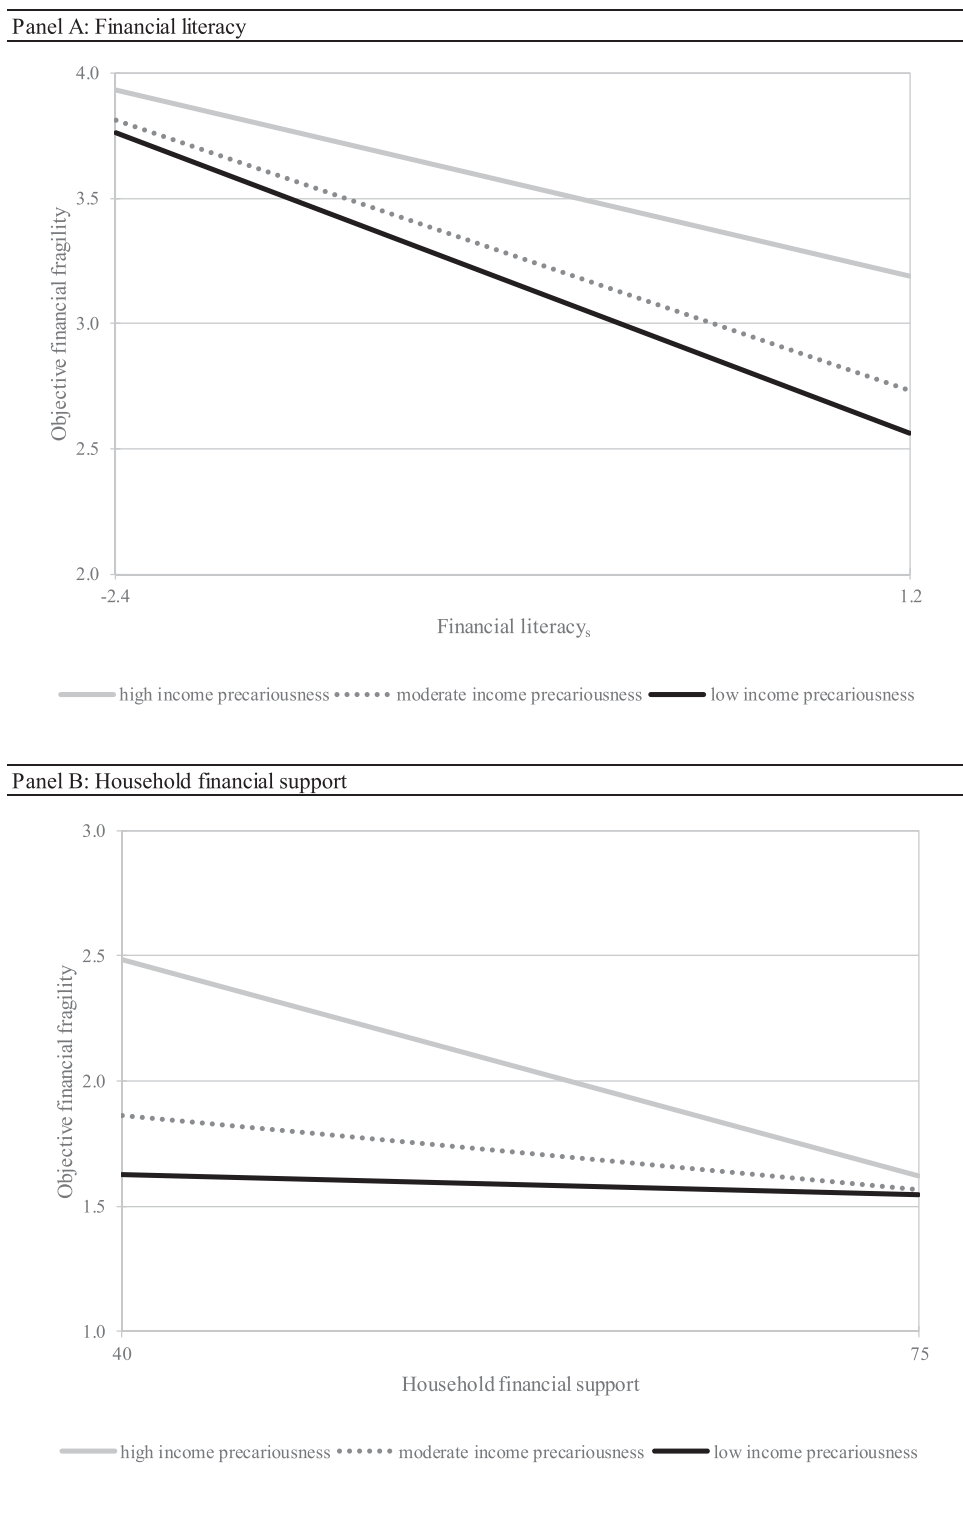 Panel A: Financial literacy
4.0
3.5
3.0
2.5
2.0
Objective financial fragility
-2.4 1.2
Financial literacys
high income precariousness moderate income precariousness low income precariousness
Panel B: Household financial support
3.0
2.5
2.0
1.5
1.0
Objective financial fragility
40 75
Household financial support
high income precariousness moderate income precariousness low income precariousness